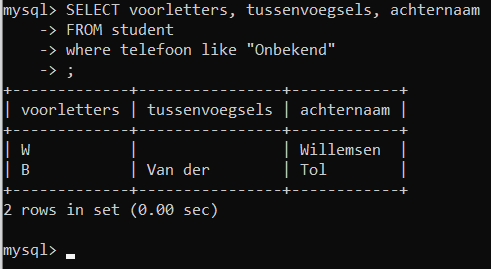 mysql> SELECT voorletters, tussenvoegsels, achternaam
    -> FROM student
    -> where telefoon like "Onbekend"
    -> ;
+-------------+----------------+------------+
| voorletters | tussenvoegsels | achternaam |
+-------------+----------------+------------+
| W           |                | Willemsen  |
| B           | Van der        | Tol        |
+-------------+----------------+------------+
2 rows in set (0.00 sec)
mysql>